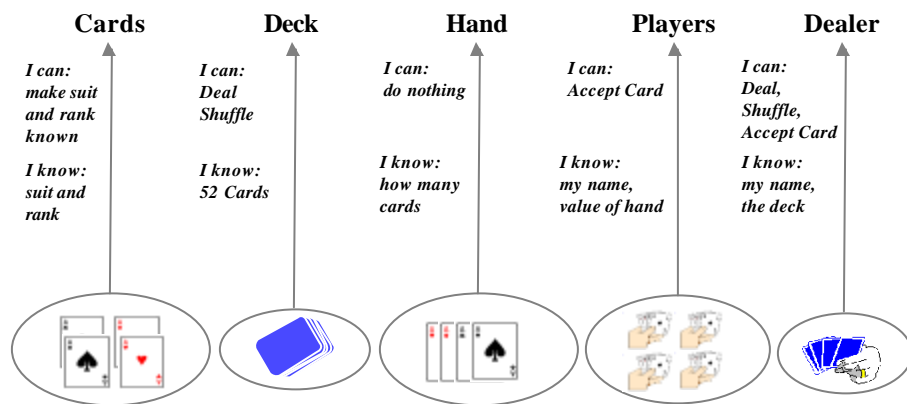 Cards
I can:
make suit
and rank
known
I know:
suit and
rank
Deck
I can:
Deal
Shuffle
I know:
52 Cards
Hand
I can:
do nothing
I know:
how many
cards
Players
I can:
Accept Card
I know:
my name,
value of hand
Dealer
I can:
Deal,
Shuffle,
Accept Card
I know:
my name,
the deck